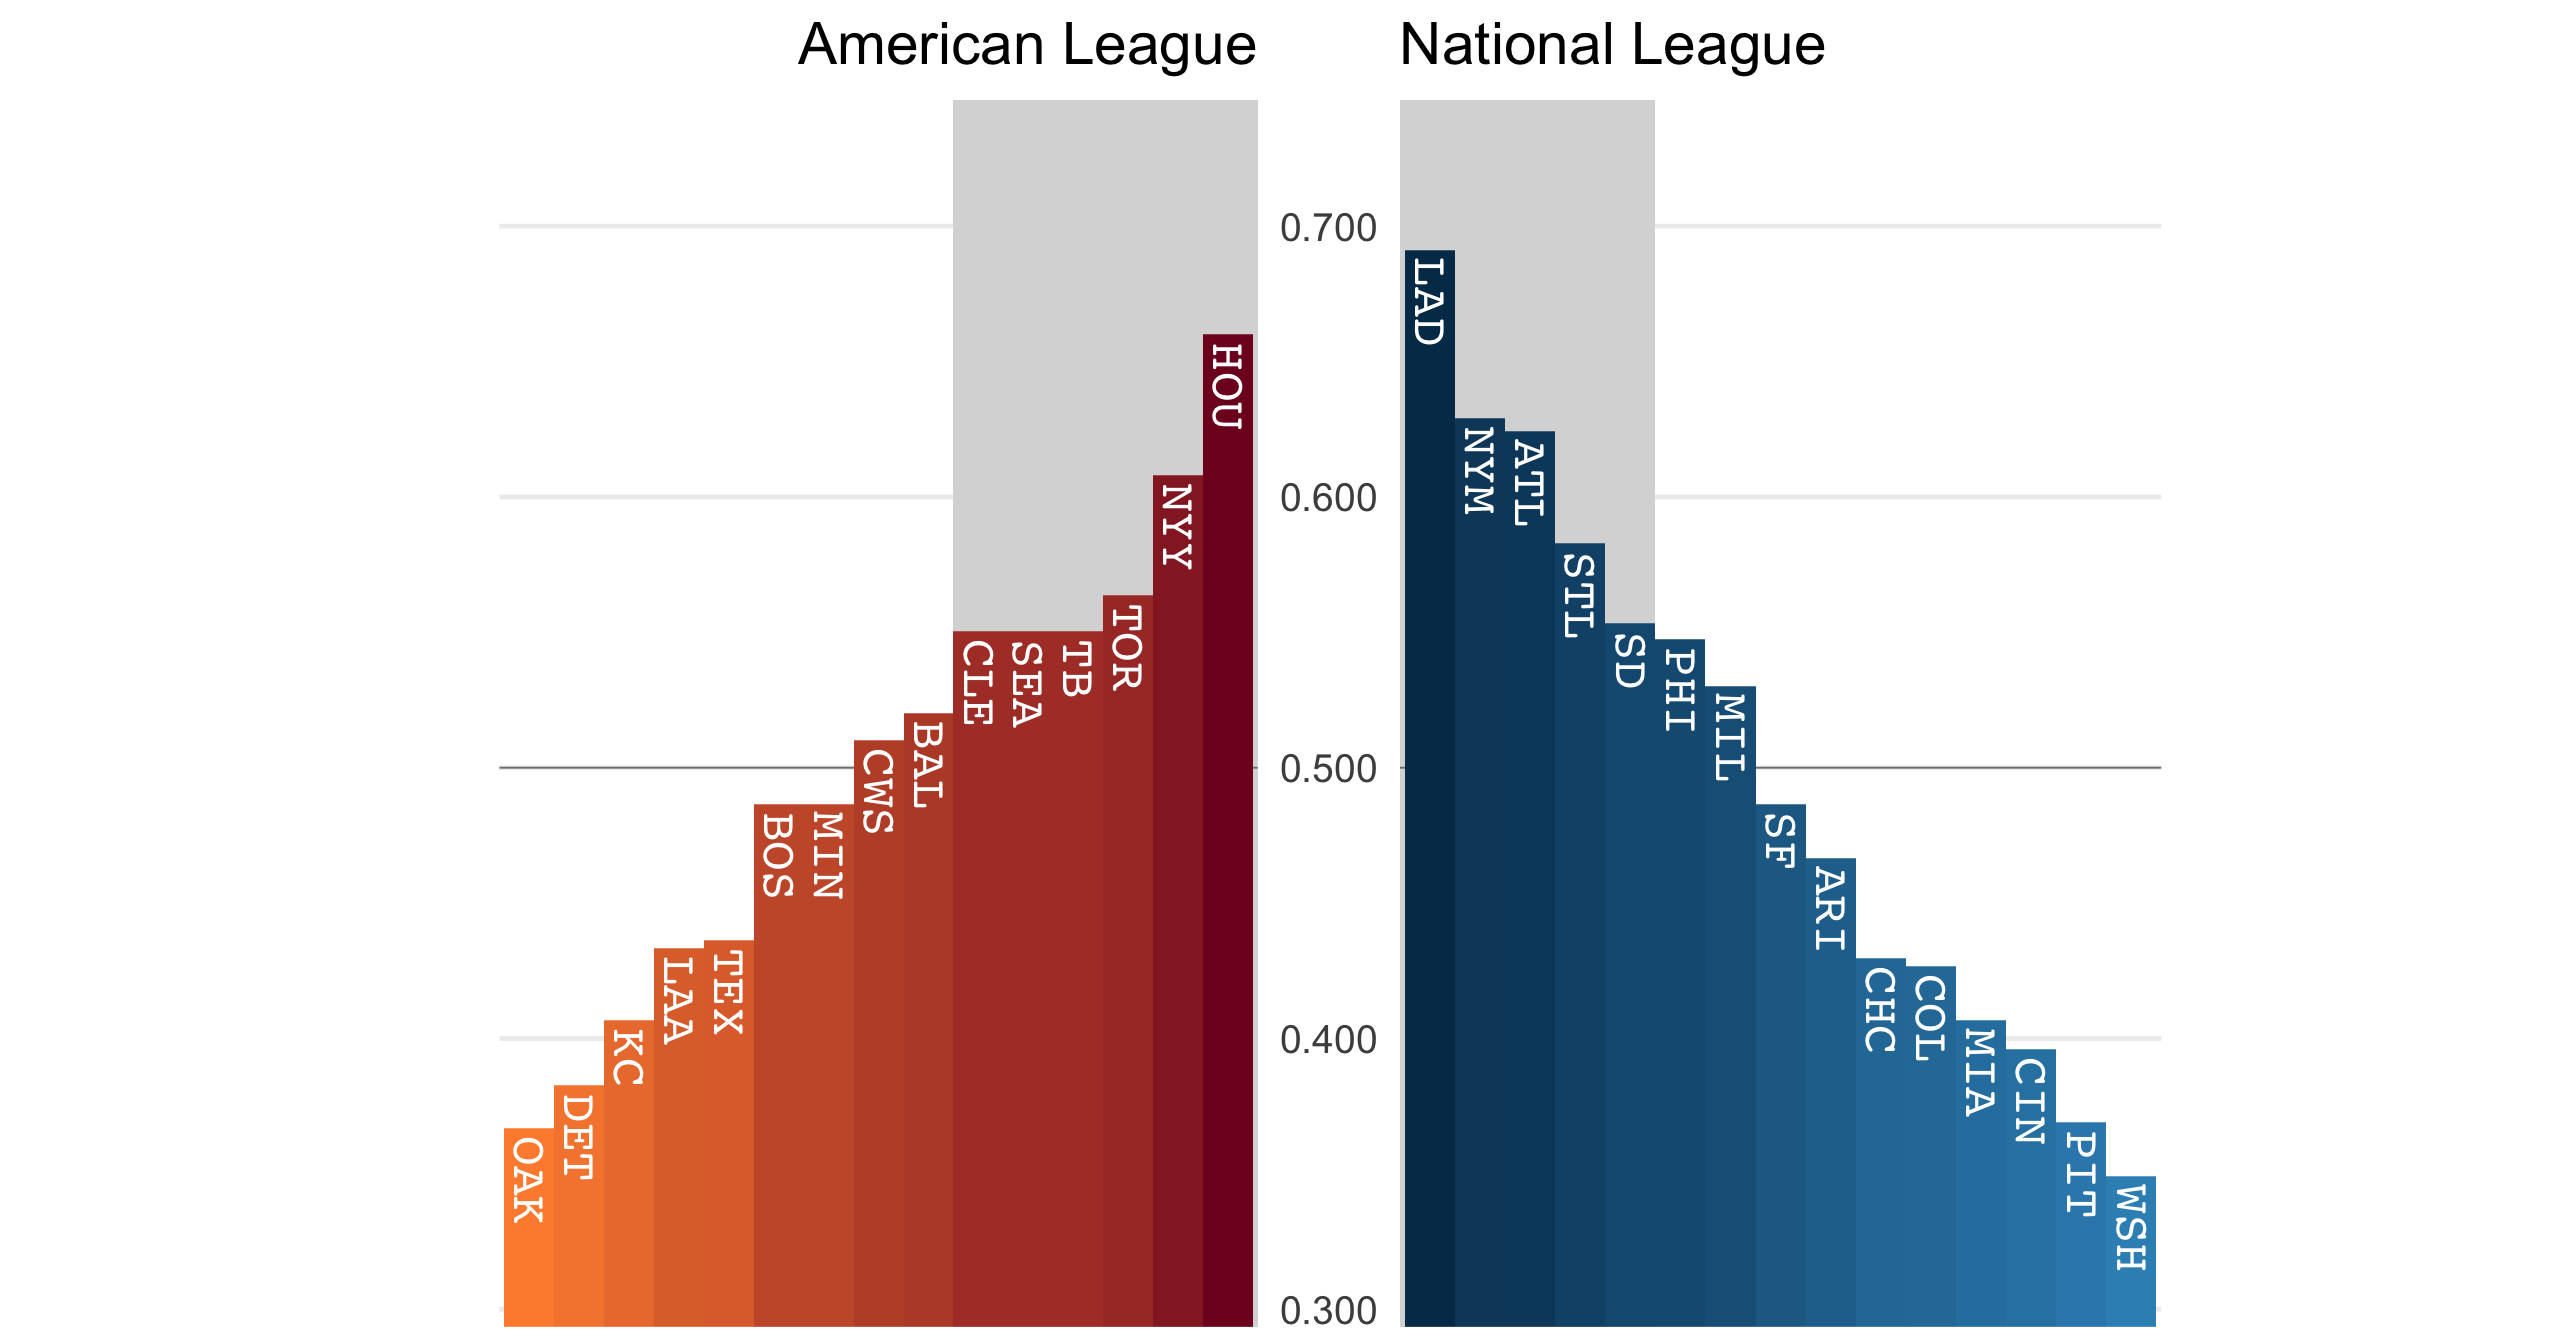 American League
National League
0.700
0.600
0.500
0.400
0.300
OAK
DET
KC
LAA
TEX
BOS
MIN
CWS
BAL
CLE
SEA
TB
TOR
NYY
HOU
LAD
NYM
ATL
STL
SD
PHI
MIL
SF
ARI
CHC
COL
MIA
CIN
PIT
WSH